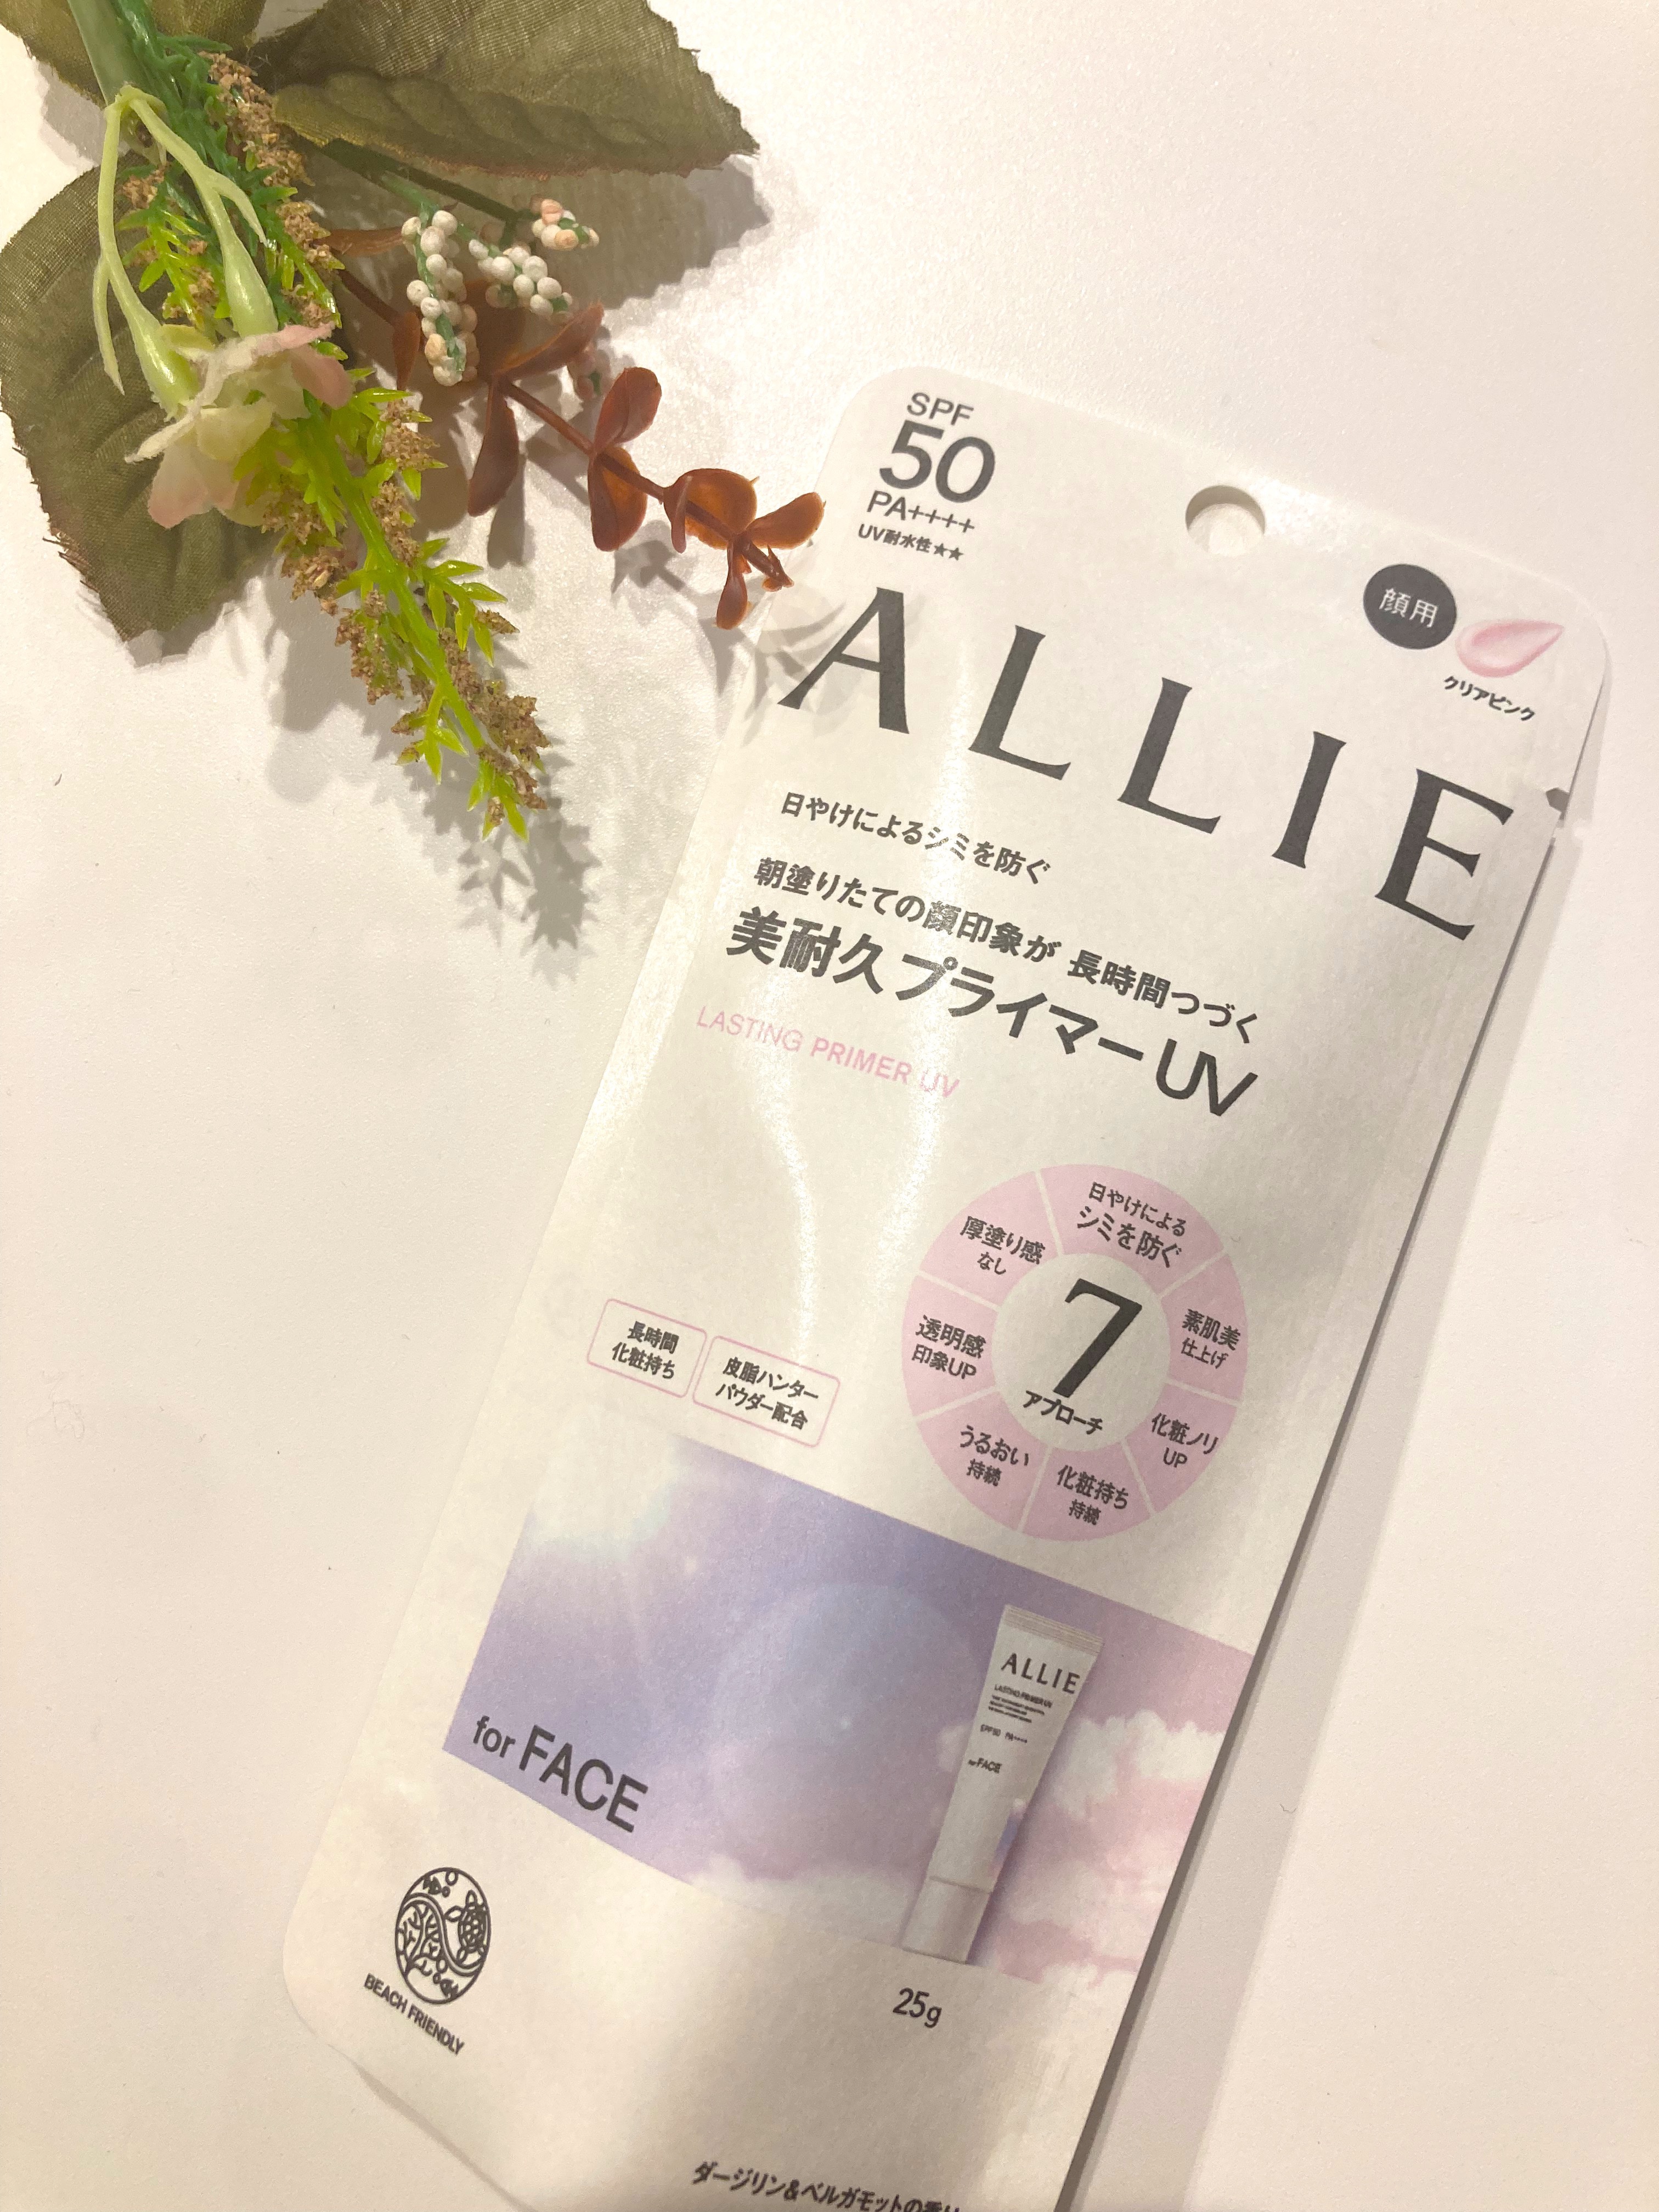 SPF
50
PA++++
UV耐水性★★
顔用
クリアピンク
ALLIE
日やけによるシミを防ぐ
朝塗りたての顔印象が 長時間つづく
美耐久プライマーUV
LASTING PRIMER UV
日やけによる
シミを防ぐ
素肌美
仕上げ
化粧ノリ
UP
化粧持ち
持続
うるおい
持続
透明感
印象UP
厚塗り感
なし
7
アプローチ
長時間
化粧持ち
皮脂ハンター
パウダー配合
ALLIE
LASTING PRIMER UV
SPF50 PA++++
for FACE
for FACE
BEACH FRIENDLY
25g
ダージリン&ベルガモットの香り